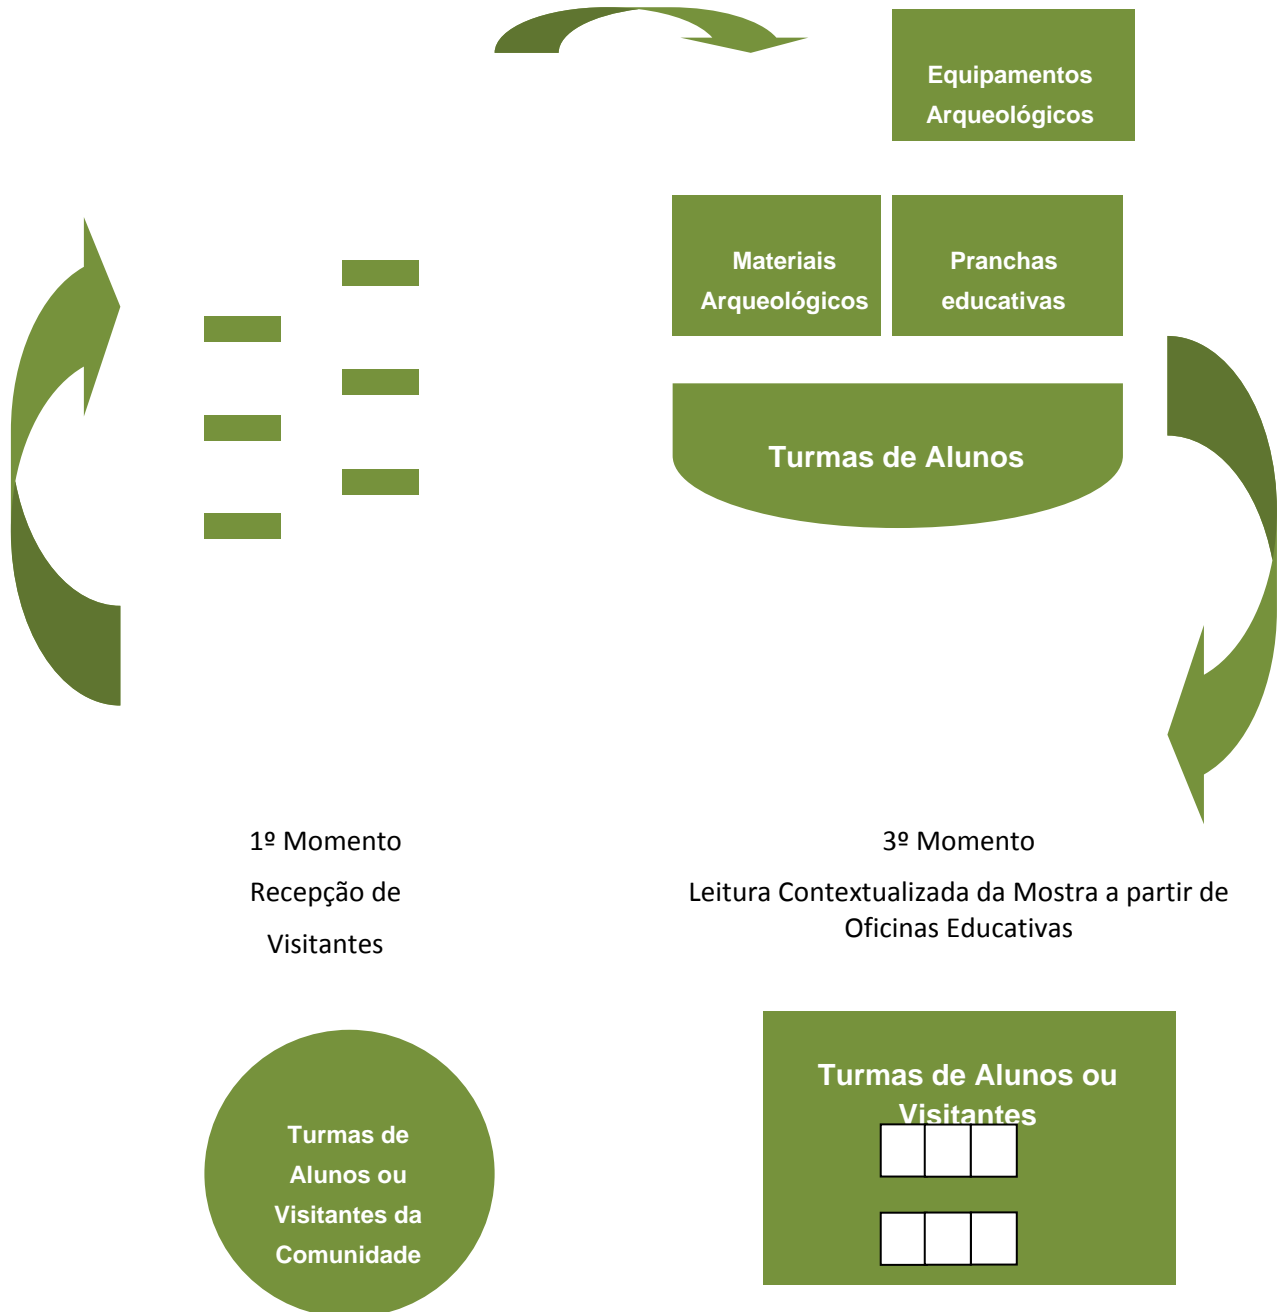 Equipamentos
Arqueológicos
Materiais
Arqueológicos
Pranchas
educativas
Turmas de Alunos
1º Momento
Recepção de
Visitantes
3º Momento
Leitura Contextualizada da Mostra a partir de
Oficinas Educativas
Turmas de
Alunos ou
Visitantes da
Comunidade
Turmas de Alunos ou
Visitantes